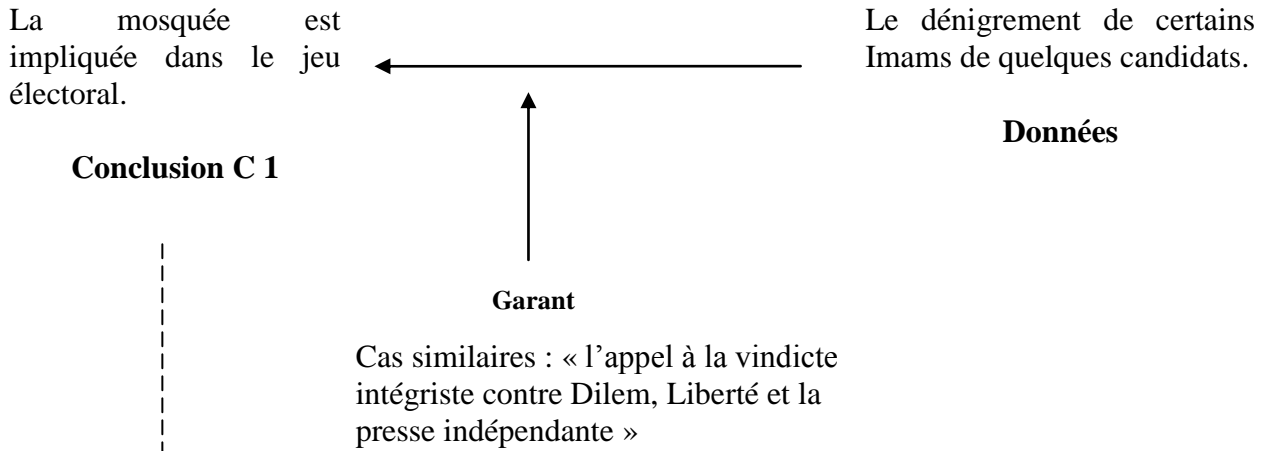 La mosquée est
impliquée dans le jeu
électoral.
Conclusion C 1
Le dénigrement de certains
Imams de quelques candidats.
Données
Garant
Cas similaires : « l’appel à la vindicte
intégriste contre Dilem, Liberté et la
presse indépendante »